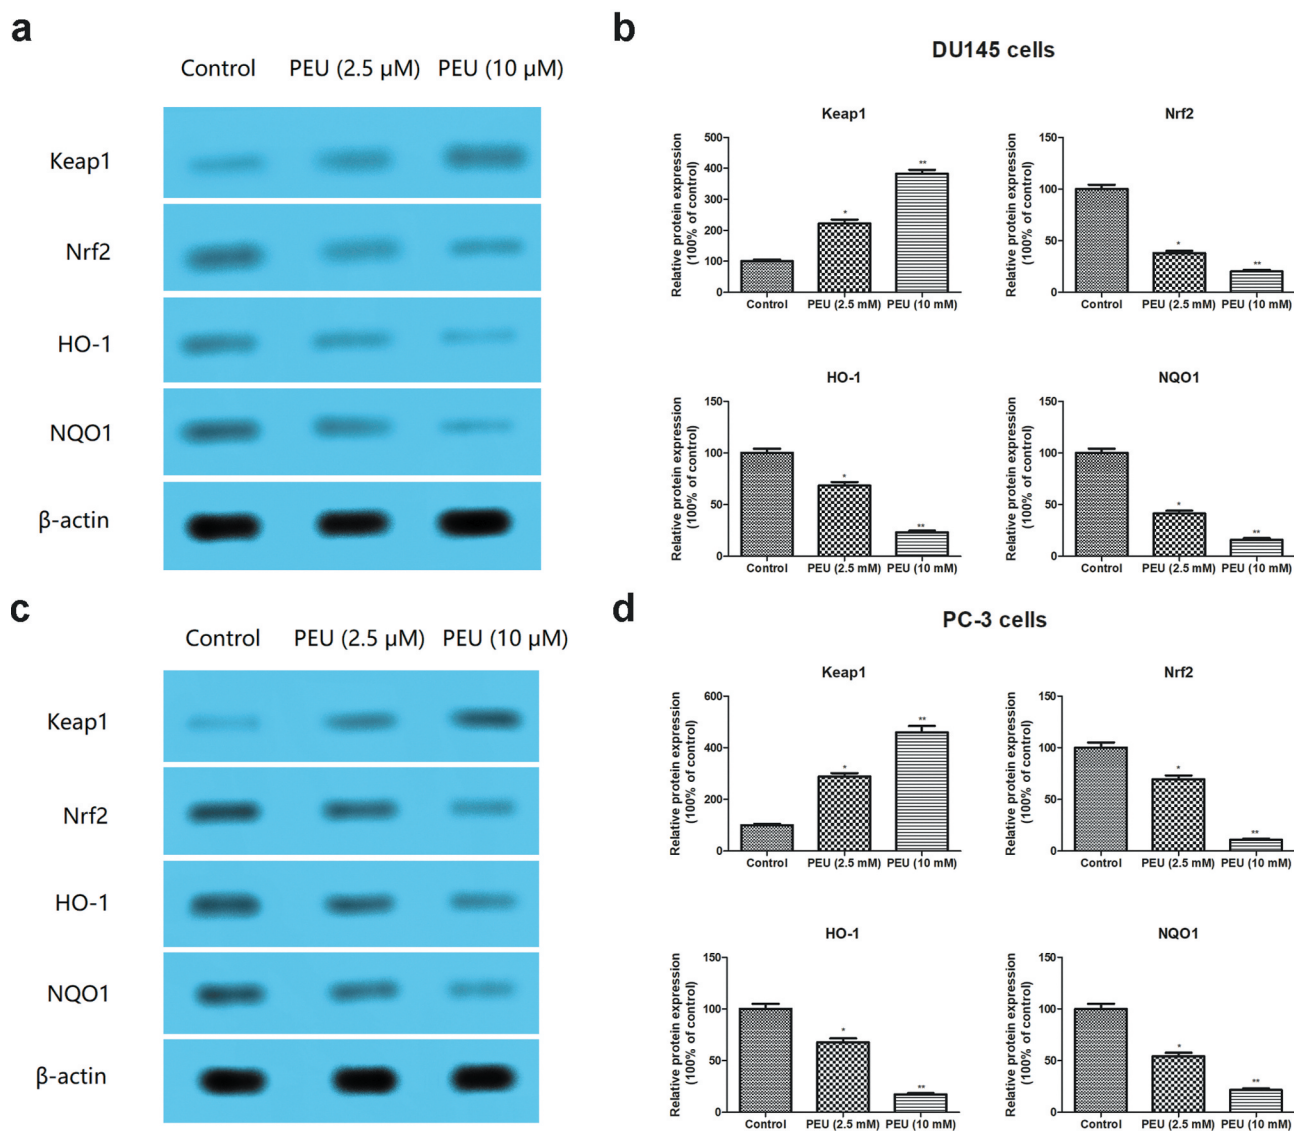 a
Control PEU (2.5 μM) PEU (10 μM)
Keap1
Nrf2
HO-1
NQO1
β-actin
b
DU145 cells
Keap1
Relative protein expression
(100% of control)
500
400
300
200
100
0
*
**
Control PEU (2.5 mM) PEU (10 mM)
Nrf2
Relative protein expression
(100% of control)
150
100
50
0
*
**
Control PEU (2.5 mM) PEU (10 mM)
HO-1
Relative protein expression
(100% of control)
150
100
50
0
*
**
Control PEU (2.5 mM) PEU (10 mM)
NQO1
Relative protein expression
(100% of control)
150
100
50
0
*
**
Control PEU (2.5 mM) PEU (10 mM)
c
Control PEU (2.5 μM) PEU (10 μM)
Keap1
Nrf2
HO-1
NQO1
β-actin
d
PC-3 cells
Keap1
Relative protein expression
(100% of control)
600
400
200
0
*
**
Control PEU (2.5 mM) PEU (10 mM)
Nrf2
Relative protein expression
(100% of control)
150
100
50
0
*
**
Control PEU (2.5 mM) PEU (10 mM)
HO-1
Relative protein expression
(100% of control)
150
100
50
0
*
**
Control PEU (2.5 mM) PEU (10 mM)
NQO1
Relative protein expression
(100% of control)
150
100
50
0
*
**
Control PEU (2.5 mM) PEU (10 mM)